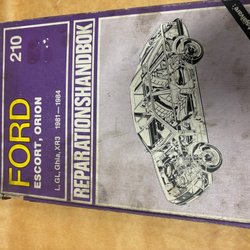 210
FORD
ESCORT, ORION
L, GL, Ghia, XR3 1981–1984
REPARATIONSHANDBOK